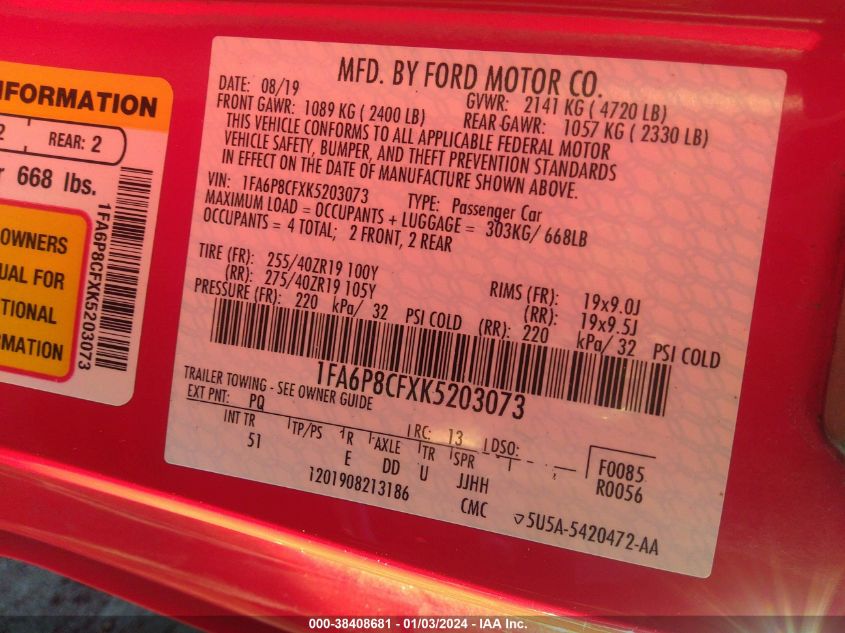 INFORMATION
2 REAR: 2
668 lbs.
1FA6P8CFXK5203073
OWNERS
FOR
MFD. BY FORD MOTOR CO.
DATE: 08/19 GVWR: 2141 KG ( 4720 LB)
FRONT GAWR: 1089 KG ( 2400 LB) REAR GAWR: 1057 KG ( 2330 LB)
THIS VEHICLE CONFORMS TO ALL APPLICABLE FEDERAL MOTOR
VEHICLE SAFETY, BUMPER, AND THEFT PREVENTION STANDARDS
IN EFFECT ON THE DATE OF MANUFACTURE SHOWN ABOVE.
VIN: 1FA6P8CFXK5203073 TYPE: Passenger Car
MAXIMUM LOAD = OCCUPANTS + LUGGAGE = 303KG/ 668LB
OCCUPANTS = 4 TOTAL; 2 FRONT, 2 REAR
TIRE (FR): 255/40ZR19 100Y RIMS (FR): 19x9.0J
(RR): 275/40ZR19 105Y (RR): 19x9.5J
PRESSURE (FR): 220 kPa/ 32 PSI COLD (RR): 220 kPa/ 32 PSI COLD
1FA6P8CFXK5203073
TRAILER TOWING - SEE OWNER GUIDE
EXT PNT: PQ RC: 13 DSO:
INT TR TP/PS R AXLE TR SPR F0085
51 E DD U JJHH R0056
1201908213186 CMC 5U5A-5420472-AA
000-38408681 - 01/03/2024 - IAA Inc.